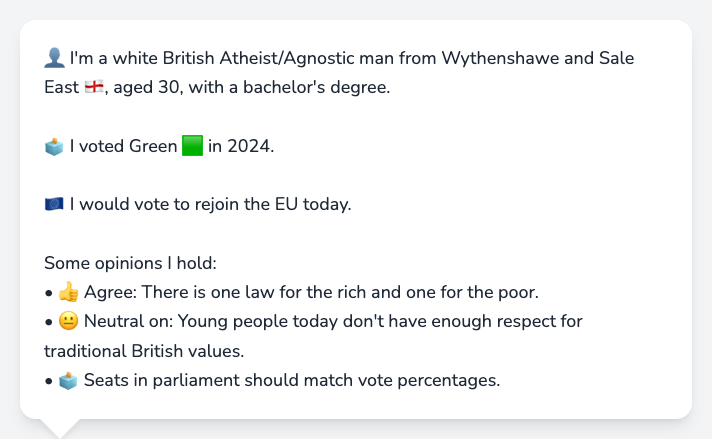 👤 I'm a white British Atheist/Agnostic man from Wythenshawe and Sale
East 🏴󠁧󠁢󠁥󠁮󠁧󠁿, aged 30, with a bachelor's degree.
🗳️ I voted Green 🟩 in 2024.
🇪🇺 I would vote to rejoin the EU today.
Some opinions I hold:
• 👍 Agree: There is one law for the rich and one for the poor.
• 😐 Neutral on: Young people today don't have enough respect for
traditional British values.
• 🗳️ Seats in parliament should match vote percentages.